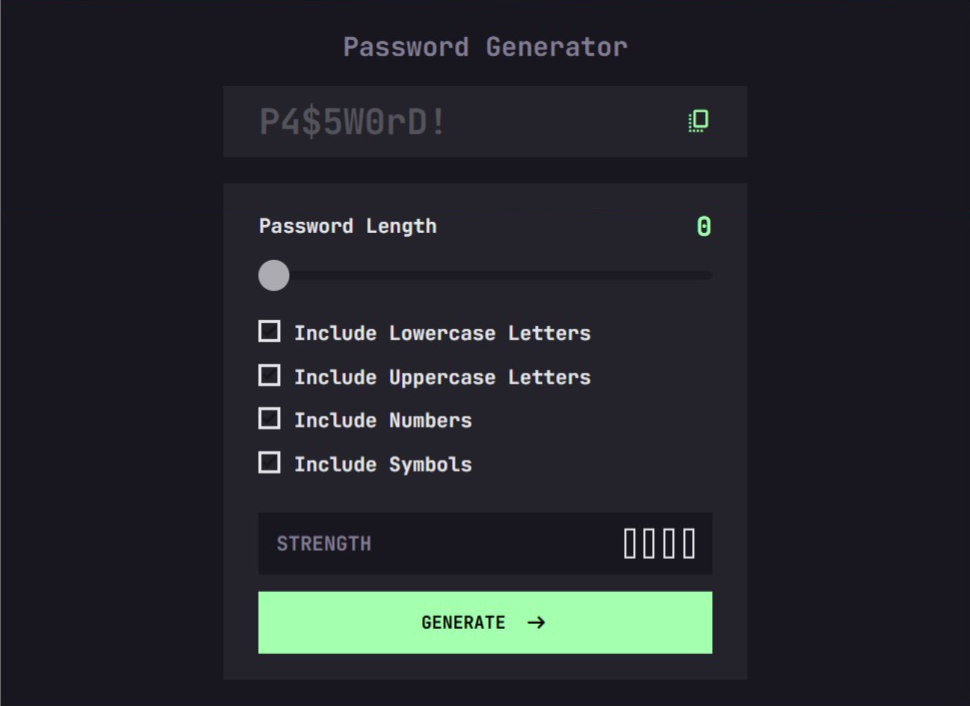 Password Generator
P4$5W0rD!
Password Length 0
Include Lowercase Letters
Include Uppercase Letters
Include Numbers
Include Symbols
STRENGTH
GENERATE →